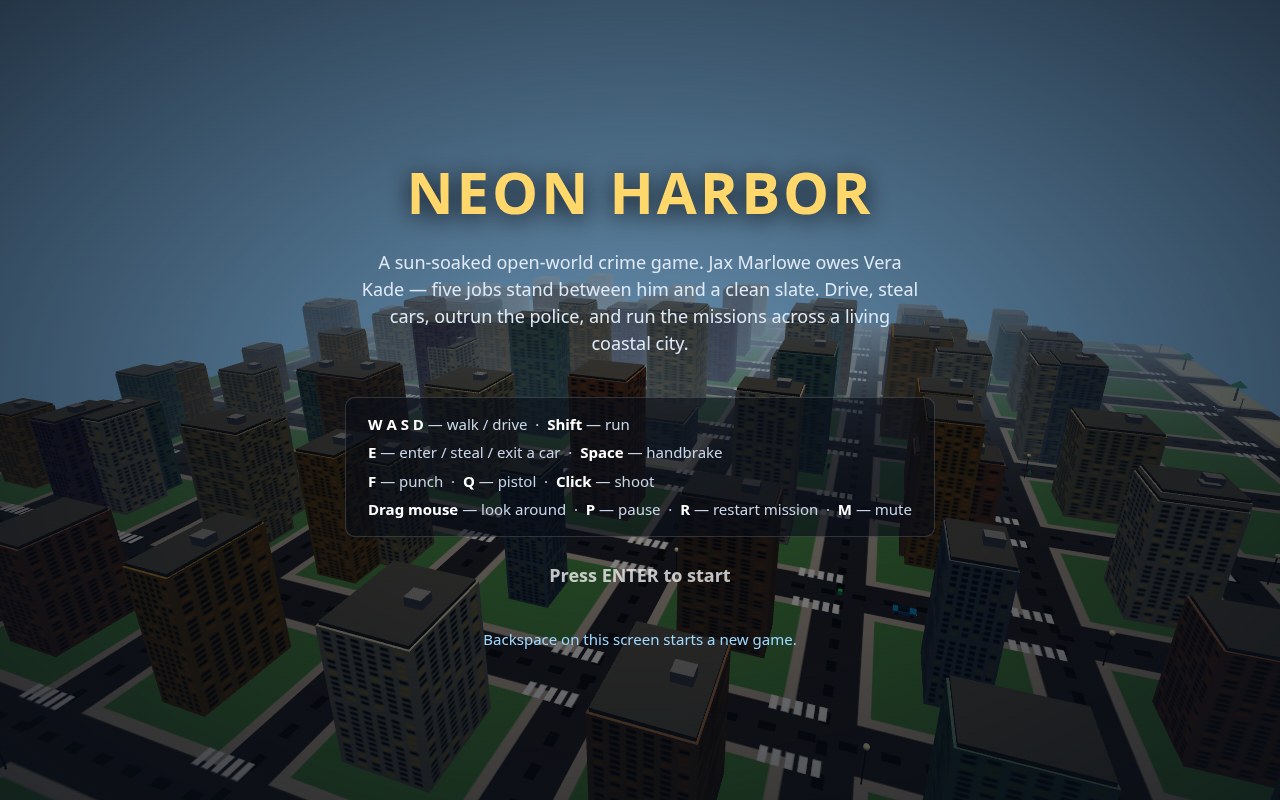 NEON HARBOR
A sun-soaked open-world crime game. Jax Marlowe owes Vera
Kade — five jobs stand between him and a clean slate. Drive, steal
cars, outrun the police, and run the missions across a living
coastal city.
W A S D — walk / drive · Shift — run
E — enter / steal / exit a car · Space — handbrake
F — punch · Q — pistol · Click — shoot
Drag mouse — look around · P — pause · R — restart mission · M — mute
Press ENTER to start
Backspace on this screen starts a new game.